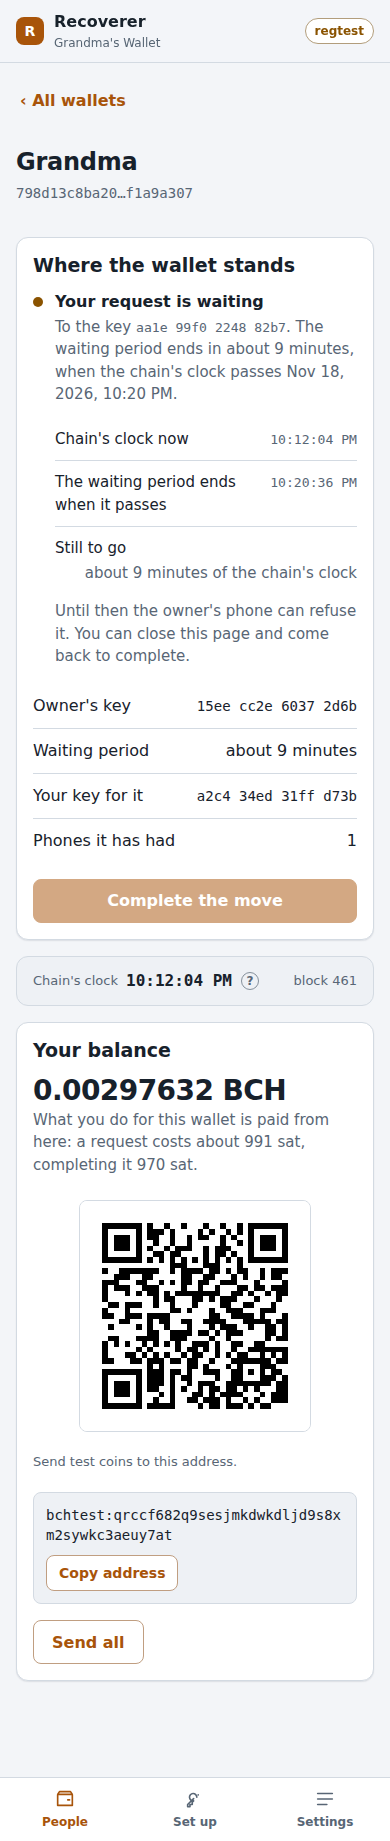 R
Recoverer
Grandma's Wallet
regtest
‹ All wallets
Grandma
798d13c8ba20…f1a9a307
Where the wallet stands
Your request is waiting
To the key aa1e 99f0 2248 82b7. The
waiting period ends in about 9 minutes,
when the chain's clock passes Nov 18,
2026, 10:20 PM.
Chain's clock now 10:12:04 PM
The waiting period ends 10:20:36 PM
when it passes
Still to go
about 9 minutes of the chain's clock
Until then the owner's phone can refuse
it. You can close this page and come
back to complete.
Owner's key 15ee cc2e 6037 2d6b
Waiting period about 9 minutes
Your key for it a2c4 34ed 31ff d73b
Phones it has had 1
Complete the move
Chain's clock 10:12:04 PM ? block 461
Your balance
0.00297632 BCH
What you do for this wallet is paid from
here: a request costs about 991 sat,
completing it 970 sat.
Send test coins to this address.
bchtest:qrccf682q9sesjmkdwkdljd9s8x
m2sywkc3aeuy7at
Copy address
Send all
People Set up Settings